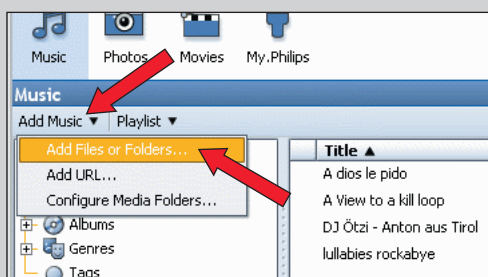 Music Photos Movies My.Philips
Music
Add Music ▼ Playlist ▼
Add Files or Folders...
Add URL...
Configure Media Folders...
Albums
Genres
Tags
Title ▲
A dios le pido
A View to a kill loop
DJ Ötzi - Anton aus Tirol
lullabies rockabye